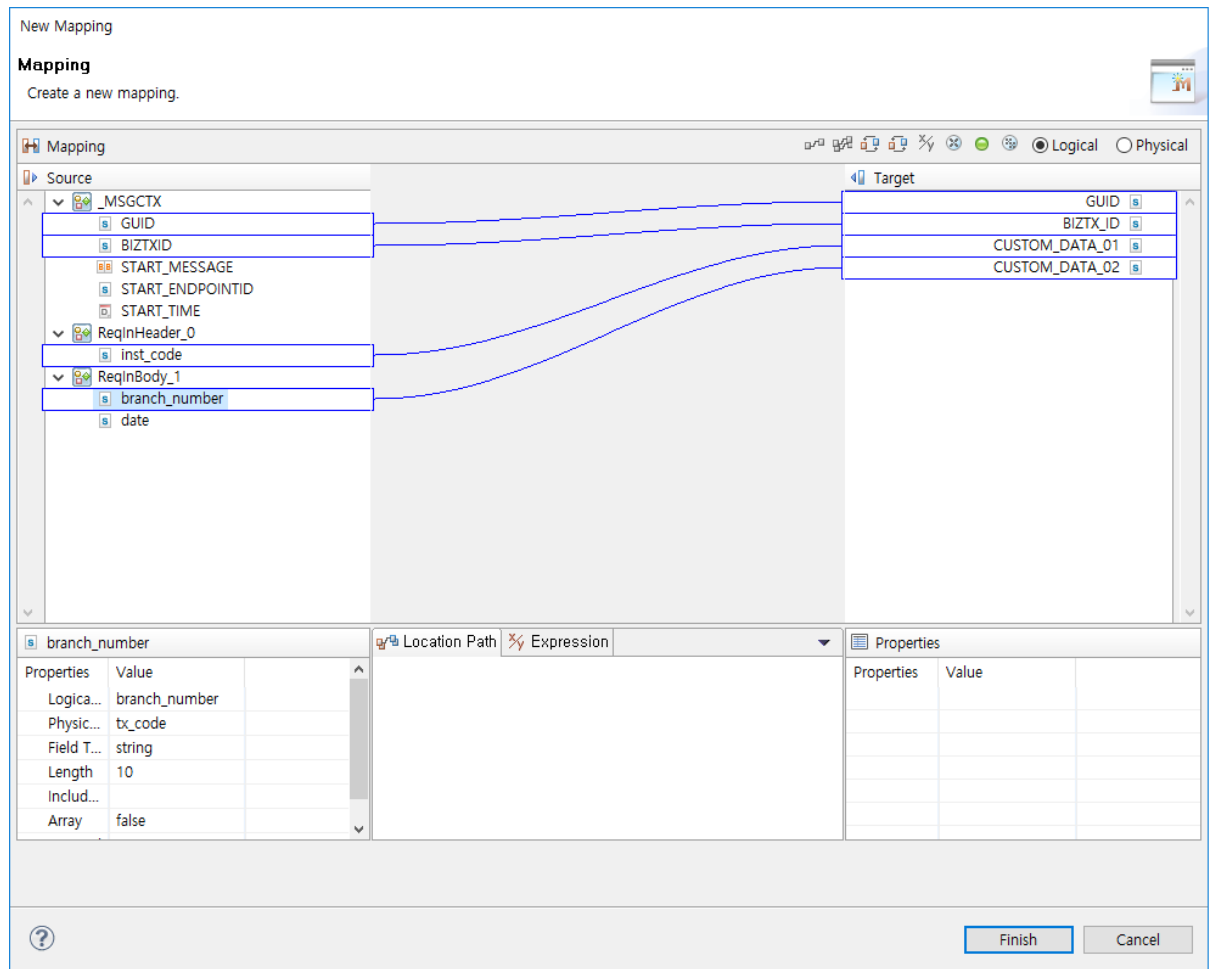 New Mapping
Mapping
Create a new mapping.
Mapping
Logical Physical
Source
Target
_MSGCTX
GUID
BIZTXID
START_MESSAGE
START_ENDPOINTID
START_TIME
ReqInHeader_0
inst_code
ReqInBody_1
branch_number
date
GUID
BIZTX_ID
CUSTOM_DATA_01
CUSTOM_DATA_02
branch_number
Properties Value
Logica... branch_number
Physic... tx_code
Field T... string
Length 10
Includ...
Array false
Location Path Expression
Properties
Properties Value
Finish Cancel